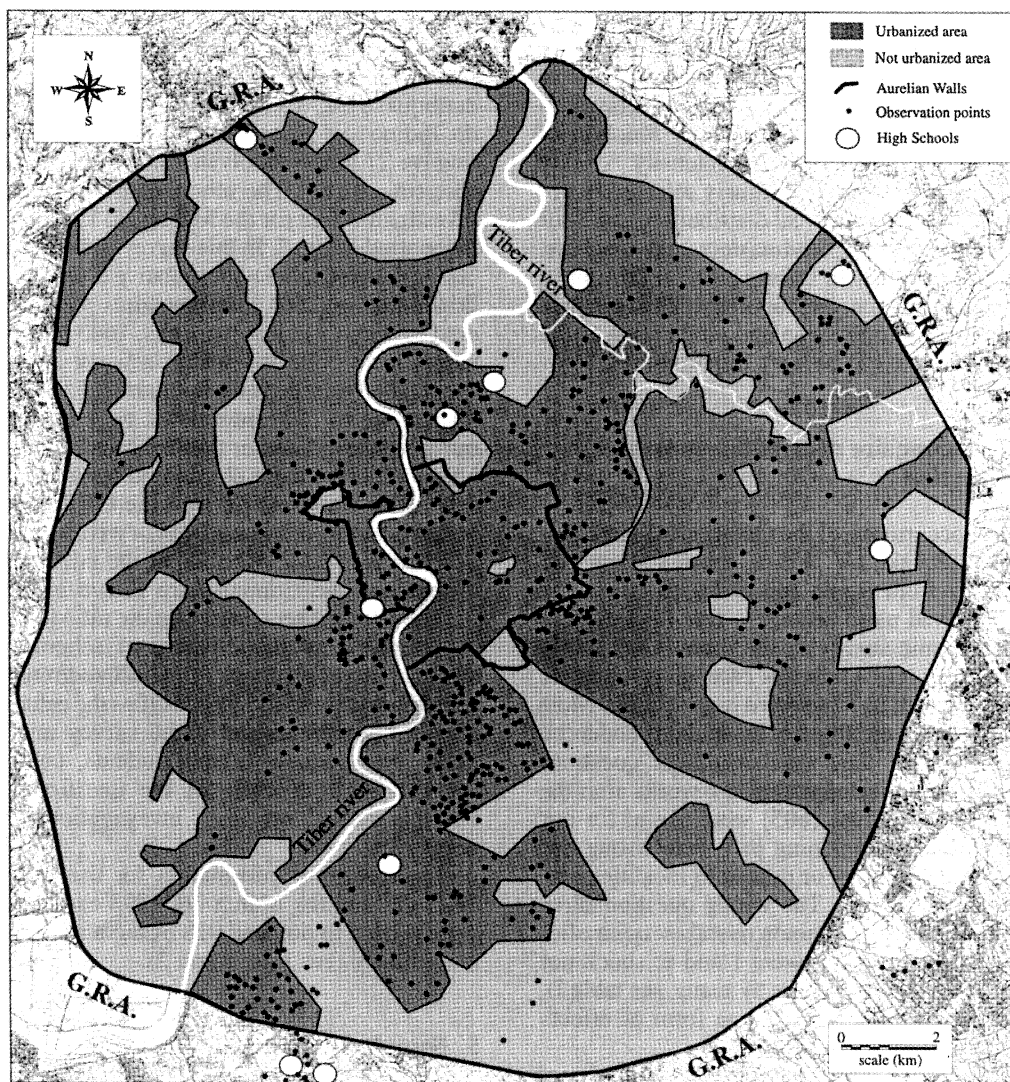 N
W E
S
G.R.A.
Urbanized area
Not urbanized area
Aurelian Walls
Observation points
High Schools
Tiber river
G.R.A.
Tiber river
G.R.A.
G.R.A.
0 2
scale (km)